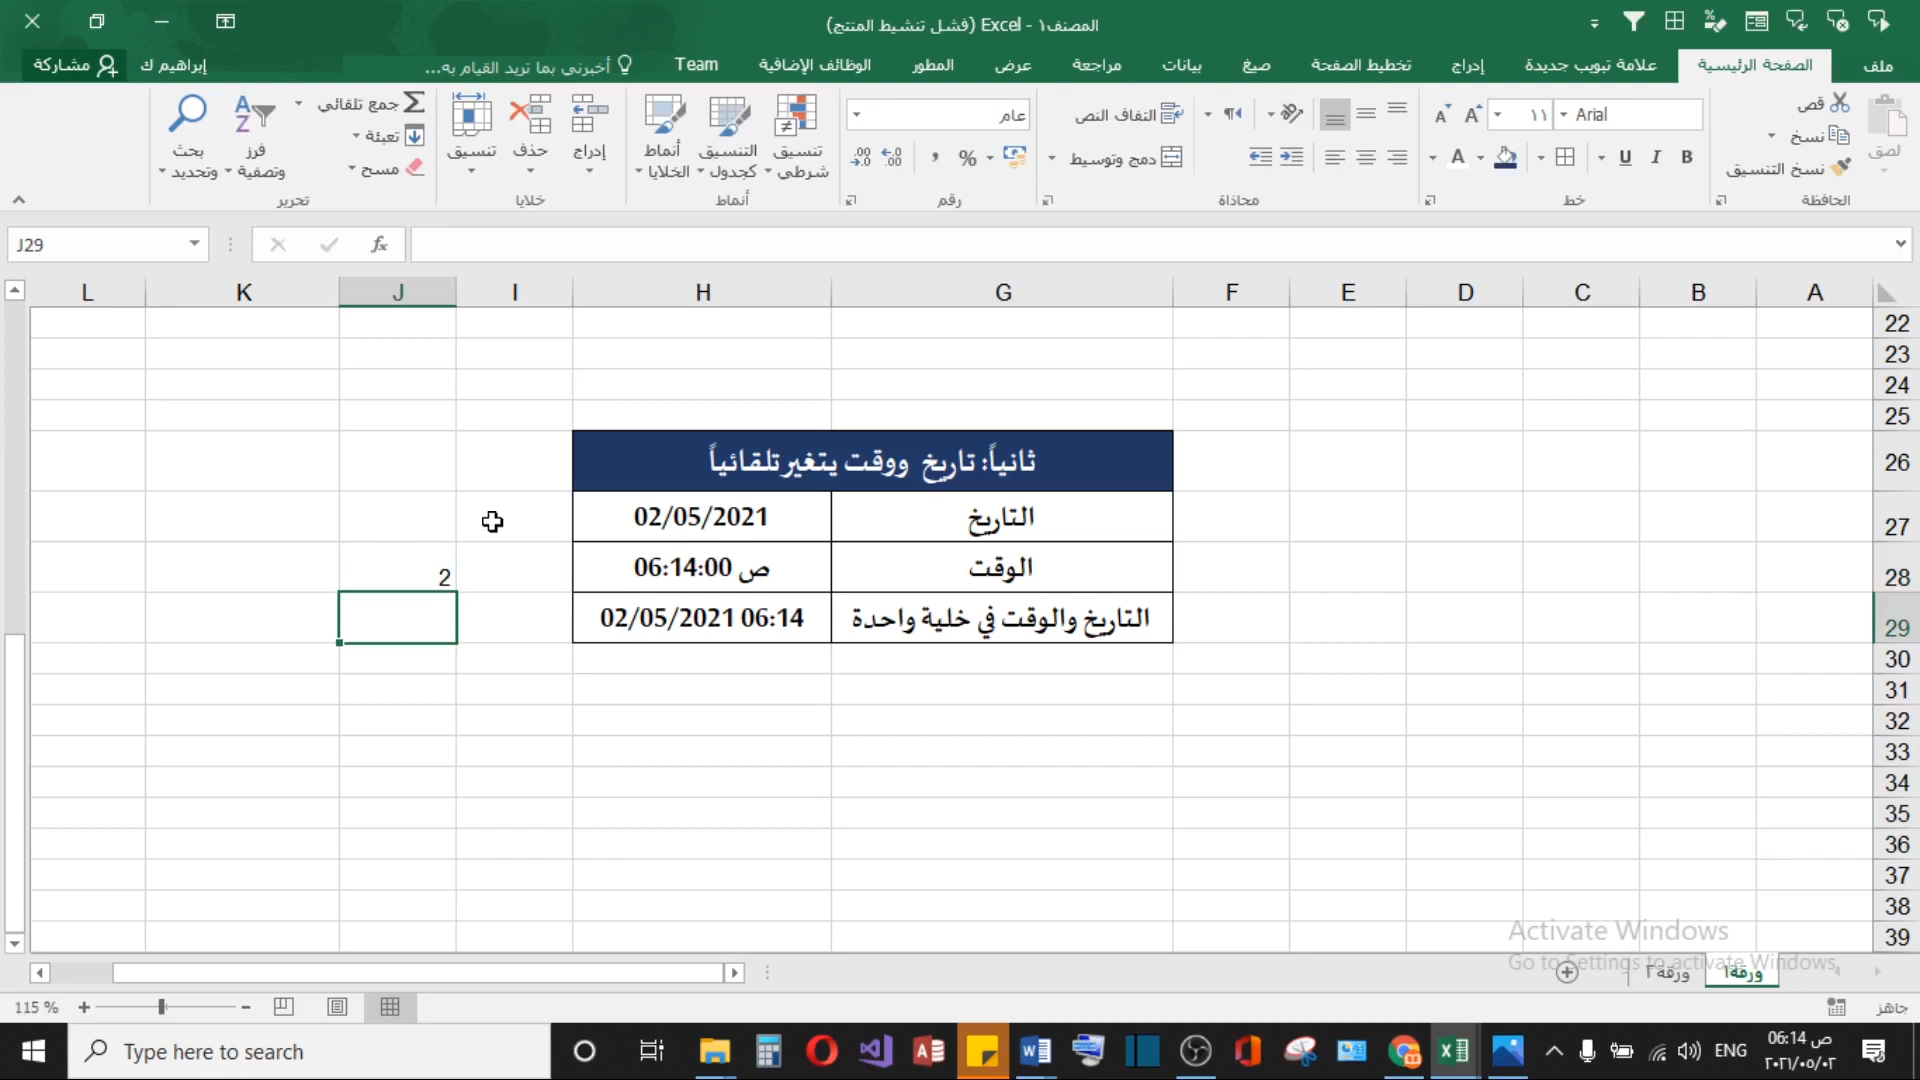 المصنف١ - Excel (فشل تنشيط المنتج)
ملف
الصفحة الرئيسية
علامة تبويب جديدة
إدراج
تخطيط الصفحة
صيغ
بيانات
مراجعة
عرض
المطور
الوظائف الإضافية
Team
أخبرني بما تريد القيام به...
إبراهيم ك
مشاركة
لصق
قص
نسخ
نسخ التنسيق
الحافظة
Arial
١١
B I U
خط
التفاف النص
دمج وتوسيط
محاذاة
عام
%
رقم
تنسيق شرطي
التنسيق كجدول
أنماط الخلايا
أنماط
إدراج
حذف
تنسيق
خلايا
جمع تلقائي
تعبئة
مسح
فرز وتصفية
بحث وتحديد
تحرير
J29
fx
L K J I H G F E D C B A
22
23
24
25
26
27
28
29
30
31
32
33
34
35
36
37
38
39
ثانياً: تاريخ ووقت يتغير تلقائياً
التاريخ
02/05/2021
الوقت
06:14:00 ص
2
التاريخ والوقت في خلية واحدة
02/05/2021 06:14
Activate Windows
Go to Settings to activate Windows.
ورقة١
ورقة٢
جاهز
115 %
Type here to search
ENG
06:14 ص
٢٠٢١/٠٥/٠٢